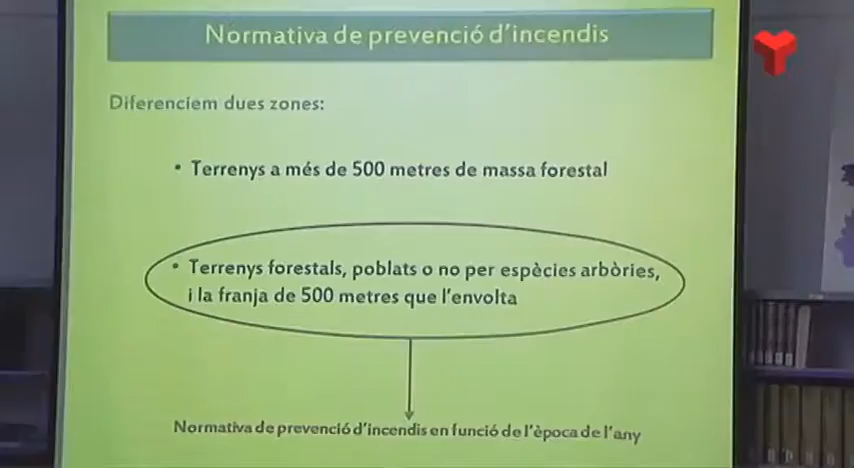 Normativa de prevenció d'incendis
Diferenciem dues zones:
• Terrenys a més de 500 metres de massa forestal
• Terrenys forestals, poblats o no per espècies arbòries,
i la franja de 500 metres que l'envolta
Normativa de prevenció d'incendis en funció de l'època de l'any